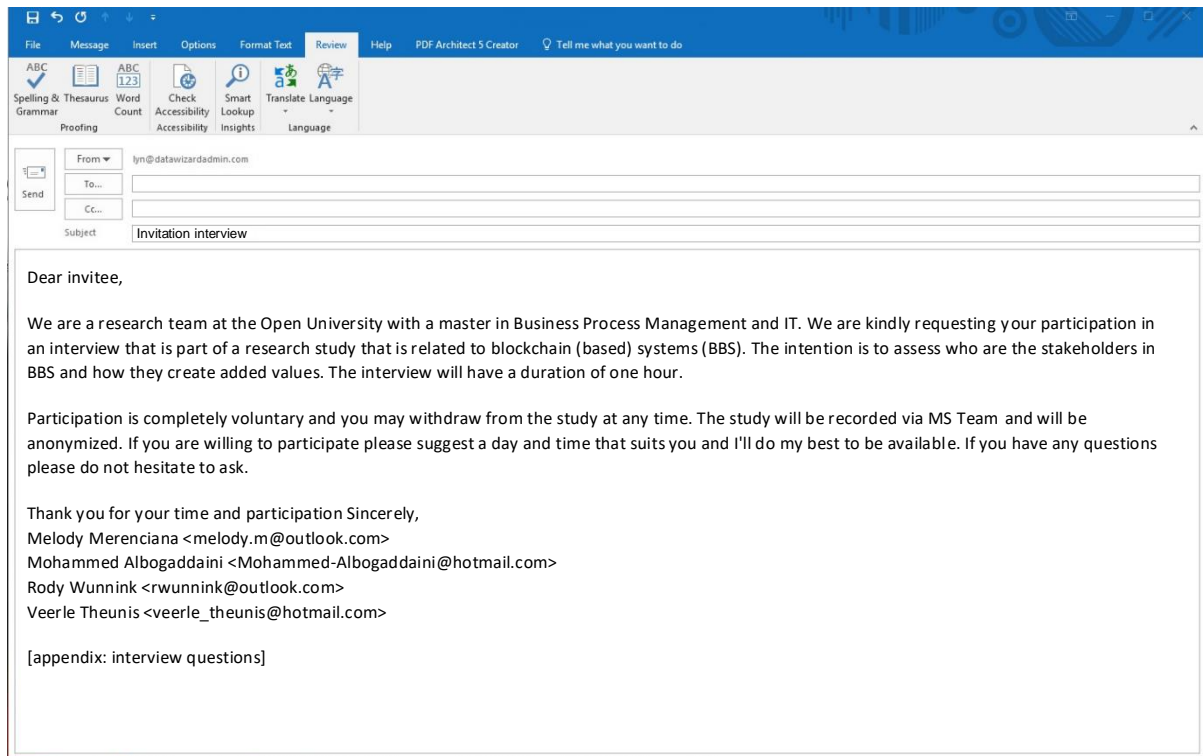 File Message Insert Options Format Text Review Help PDF Architect 5 Creator Tell me what you want to do
ABC
ABC
123
Spelling & Grammar
Thesaurus
Word Count
Check Accessibility
Smart Lookup
Translate
Language
Proofing Accessibility Insights Language
From lyn@datawizardadmin.com
Send
To...
Cc...
Subject Invitation interview
Dear invitee,
We are a research team at the Open University with a master in Business Process Management and IT. We are kindly requesting your participation in
an interview that is part of a research study that is related to blockchain (based) systems (BBS). The intention is to assess who are the stakeholders in
BBS and how they create added values. The interview will have a duration of one hour.
Participation is completely voluntary and you may withdraw from the study at any time. The study will be recorded via MS Team and will be
anonymized. If you are willing to participate please suggest a day and time that suits you and I'll do my best to be available. If you have any questions
please do not hesitate to ask.
Thank you for your time and participation Sincerely,
Melody Merenciana <melody.m@outlook.com>
Mohammed Albogaddaini <Mohammed-Albogaddaini@hotmail.com>
Rody Wunnink <rwunnink@outlook.com>
Veerle Theunis <veerle_theunis@hotmail.com>
[appendix: interview questions]